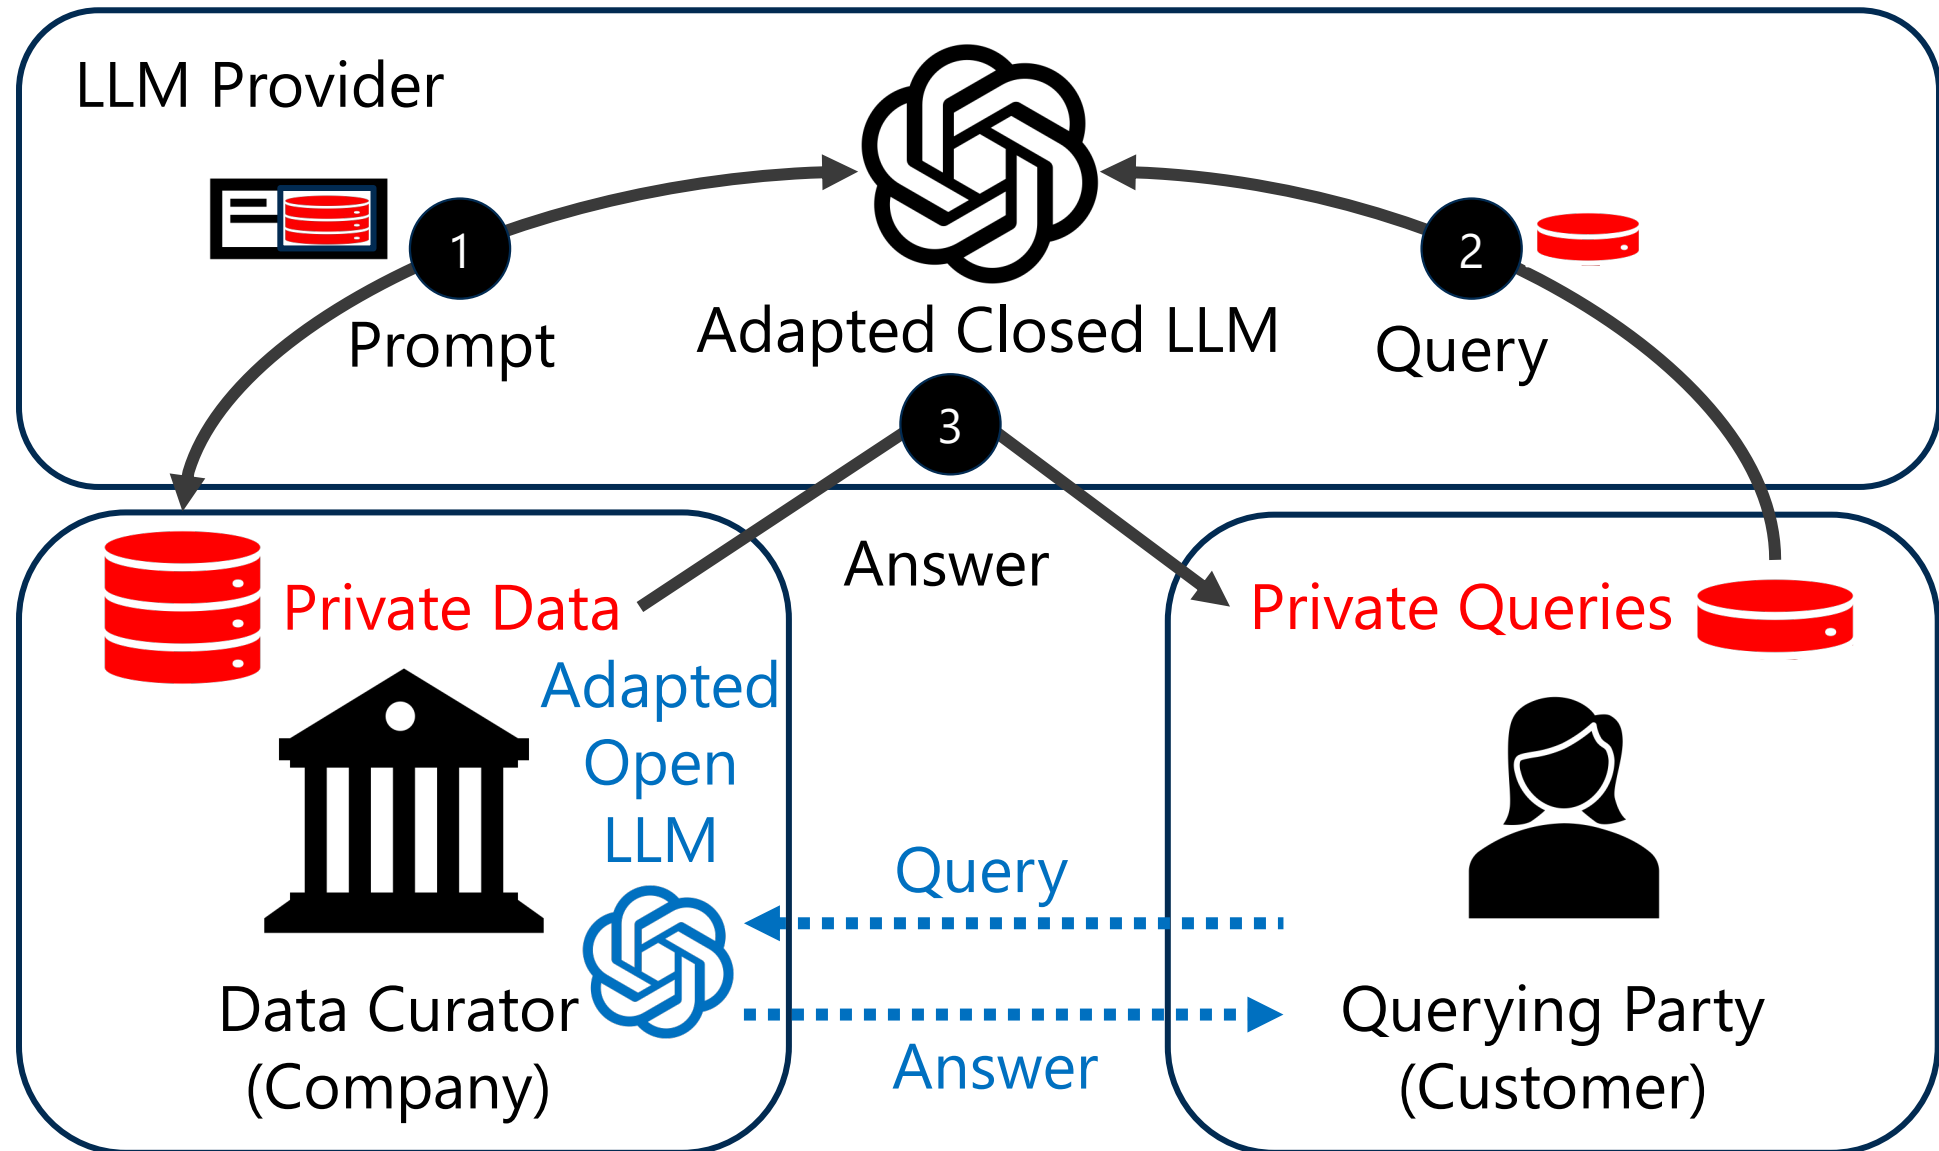 LLM Provider
1
Prompt
Adapted Closed LLM
2
Query
3
Answer
Private Data
Adapted
Open
LLM
Data Curator
(Company)
Query
Answer
Private Queries
Querying Party
(Customer)